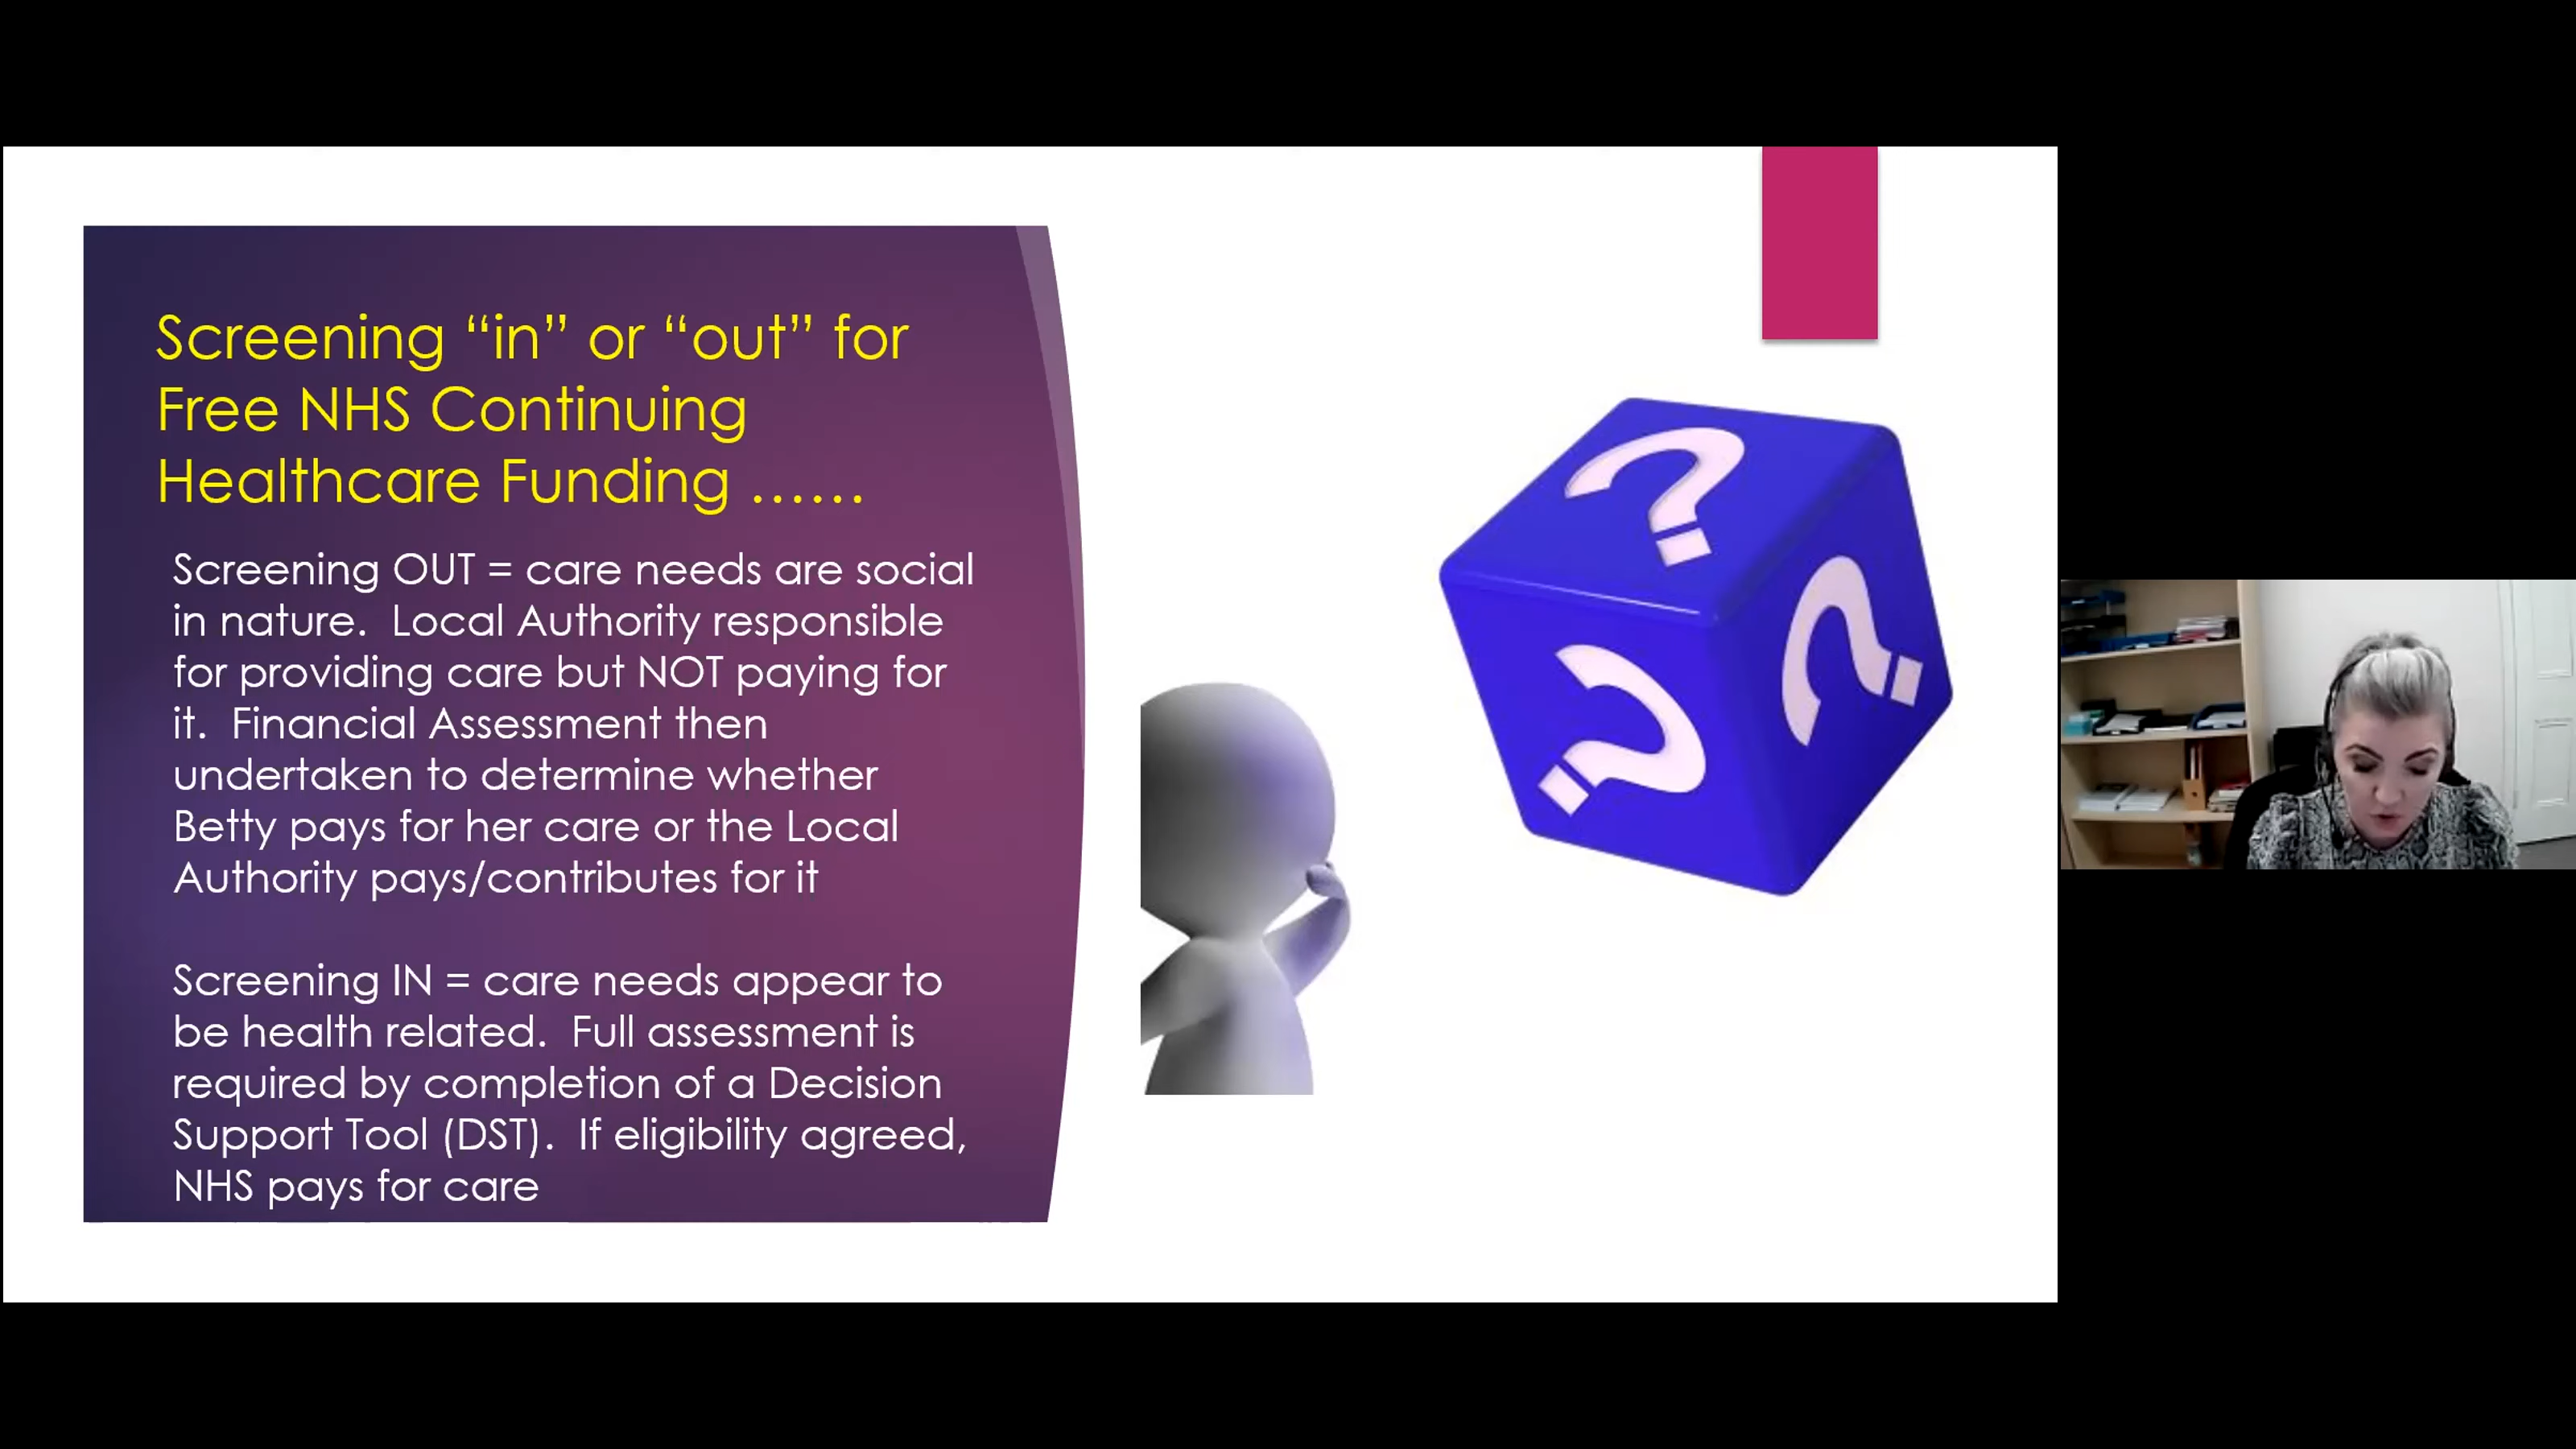 Screening “in” or “out” for
Free NHS Continuing
Healthcare Funding ……
Screening OUT = care needs are social
in nature.  Local Authority responsible
for providing care but NOT paying for
it.  Financial Assessment then
undertaken to determine whether
Betty pays for her care or the Local
Authority pays/contributes for it
Screening IN = care needs appear to
be health related.  Full assessment is
required by completion of a Decision
Support Tool (DST).  If eligibility agreed,
NHS pays for care
?
?
?